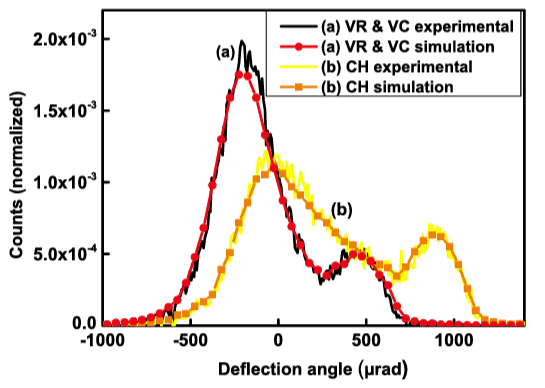 (a) VR & VC experimental
(a) VR & VC simulation
(b) CH experimental
(b) CH simulation
(a)
(b)
2.0x10⁻³
1.5x10⁻³
1.0x10⁻³
5.0x10⁻⁴
0.0
Counts (normalized)
-1000
-500
0
500
1000
Deflection angle (μrad)